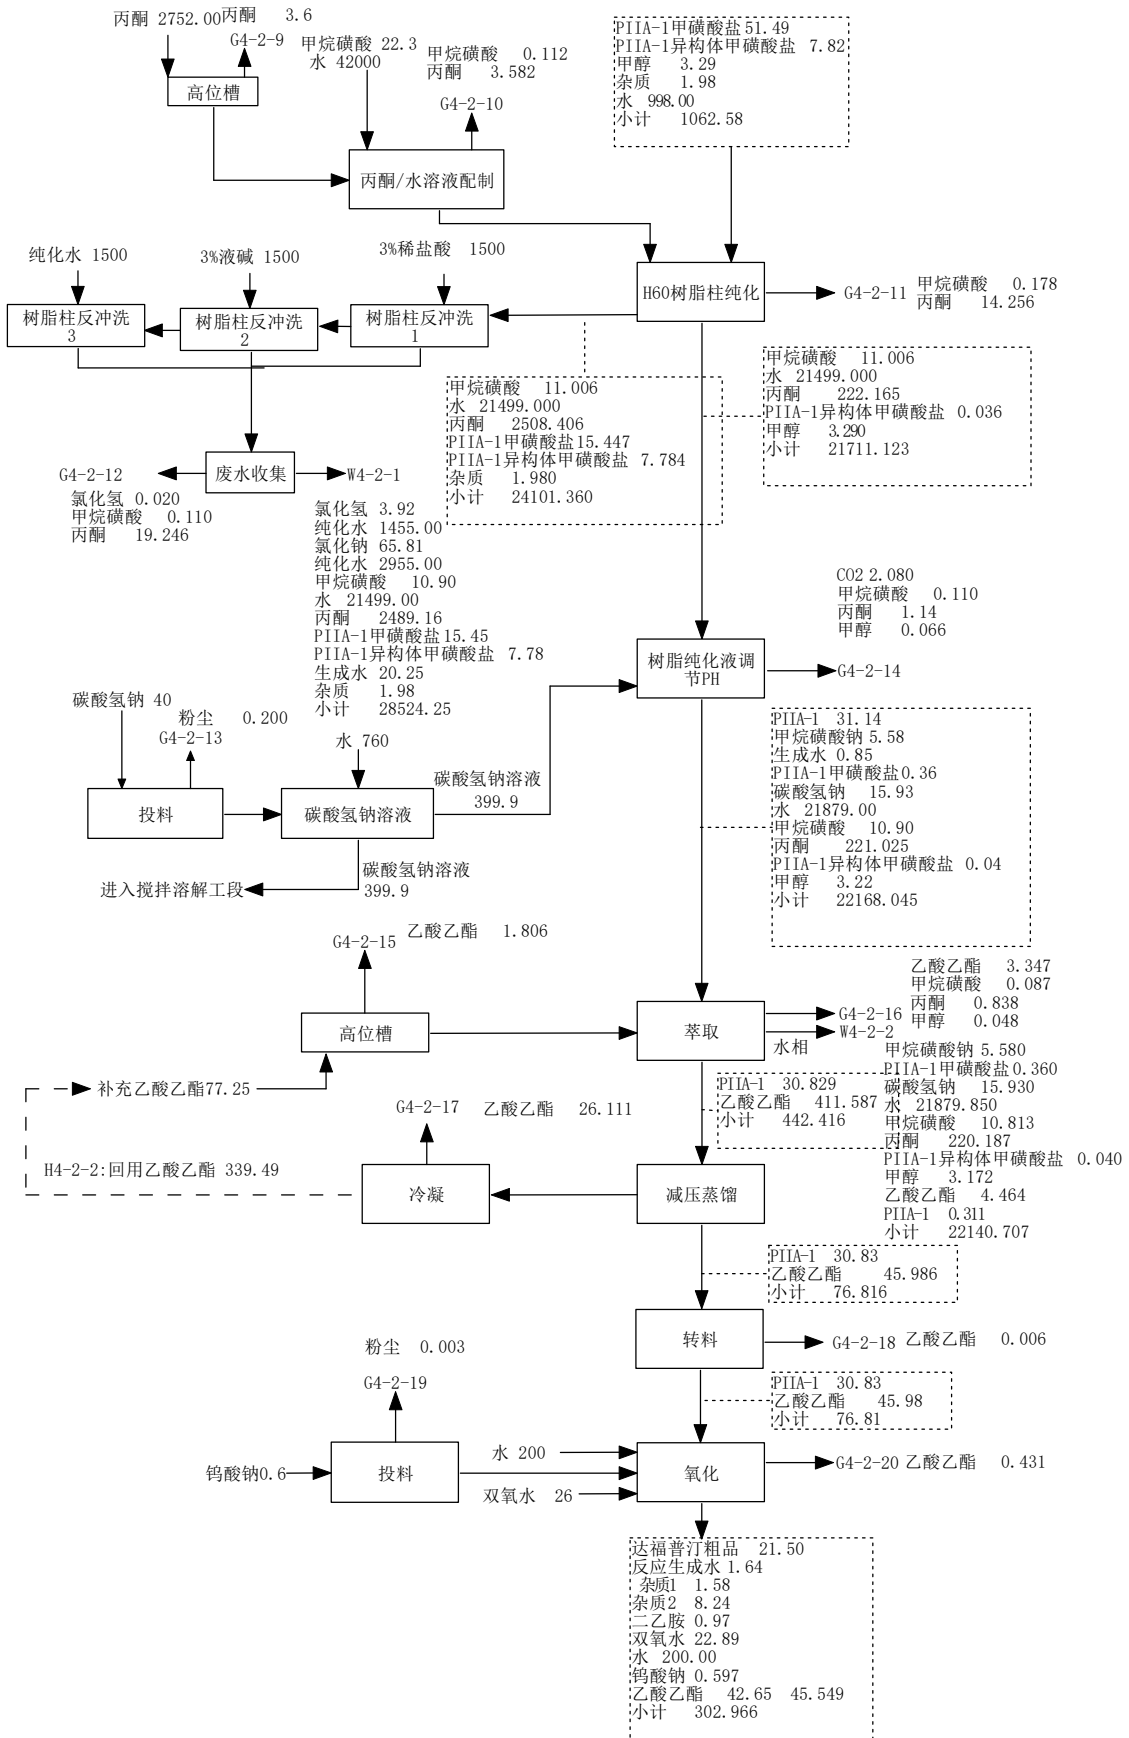 丙酮 2752.00
丙酮 3.6
G4-2-9
高位槽
甲烷磺酸 22.3
水 42000
甲烷磺酸 0.112
丙酮 3.582
G4-2-10
丙酮/水溶液配制
PIIA-1甲磺酸盐 51.49
PIIA-1异构体甲磺酸盐 7.82
甲醇 3.29
杂质 1.98
水 998.00
小计 1062.58
纯化水 1500
3%液碱 1500
3%稀盐酸 1500
H60树脂柱纯化
G4-2-11
甲烷磺酸 0.178
丙酮 14.256
树脂柱反冲洗
3
树脂柱反冲洗
2
树脂柱反冲洗
1
甲烷磺酸 11.006
水 21499.000
丙酮 2508.406
PIIA-1甲磺酸盐 15.447
PIIA-1异构体甲磺酸盐 7.784
杂质 1.980
小计 24101.360
甲烷磺酸 11.006
水 21499.000
丙酮 222.165
PIIA-1异构体甲磺酸盐 0.036
甲醇 3.290
小计 21711.123
G4-2-12
废水收集
W4-2-1
氯化氢 0.020
甲烷磺酸 0.110
丙酮 19.246
氯化氢 3.92
纯化水 1455.00
氯化钠 65.81
纯化水 2955.00
甲烷磺酸 10.90
水 21499.00
丙酮 2489.16
PIIA-1甲磺酸盐 15.45
PIIA-1异构体甲磺酸盐 7.78
生成水 20.25
杂质 1.98
小计 28524.25
CO2 2.080
甲烷磺酸 0.110
丙酮 1.14
甲醇 0.066
树脂纯化液调
节PH
G4-2-14
碳酸氢钠 40
粉尘 0.200
G4-2-13
水 760
投料
碳酸氢钠溶液
碳酸氢钠溶液
399.9
碳酸氢钠溶液
399.9
进入搅拌溶解工段
PIIA-1 31.14
甲烷磺酸钠 5.58
生成水 0.85
PIIA-1甲磺酸盐 0.36
碳酸氢钠 15.93
水 21879.00
甲烷磺酸 10.90
丙酮 221.025
PIIA-1异构体甲磺酸盐 0.04
甲醇 3.22
小计 22168.045
G4-2-15
乙酸乙酯 1.806
高位槽
萃取
G4-2-16
W4-2-2
水相
乙酸乙酯 3.347
甲烷磺酸 0.087
丙酮 0.838
甲醇 0.048
甲烷磺酸钠 5.580
PIIA-1甲磺酸盐 0.360
碳酸氢钠 15.930
水 21879.850
甲烷磺酸 10.813
丙酮 220.187
PIIA-1异构体甲磺酸盐 0.040
甲醇 3.172
乙酸乙酯 4.464
PIIA-1 0.311
小计 22140.707
补充乙酸乙酯77.25
PIIA-1 30.829
乙酸乙酯 411.587
小计 442.416
G4-2-17
乙酸乙酯 26.111
H4-2-2:回用乙酸乙酯 339.49
冷凝
减压蒸馏
PIIA-1 30.83
乙酸乙酯 45.986
小计 76.816
转料
G4-2-18
乙酸乙酯 0.006
粉尘 0.003
G4-2-19
PIIA-1 30.83
乙酸乙酯 45.98
小计 76.81
钨酸钠0.6
投料
水 200
双氧水 26
氧化
G4-2-20
乙酸乙酯 0.431
达福普汀粗品 21.50
反应生成水 1.64
杂质1 1.58
杂质2 8.24
二乙胺 0.97
双氧水 22.89
水 200.00
钨酸钠 0.597
乙酸乙酯 42.65 45.549
小计 302.966